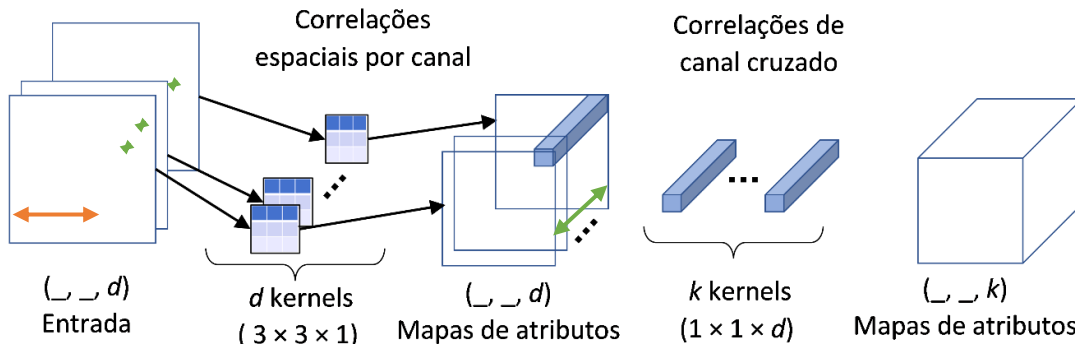 Correlações
espaciais por canal
Correlações de
canal cruzado
(_, _, d)
Entrada
d kernels
( 3 × 3 × 1)
(_, _, d)
Mapas de atributos
k kernels
(1 × 1 × d)
(_, _, k)
Mapas de atributos